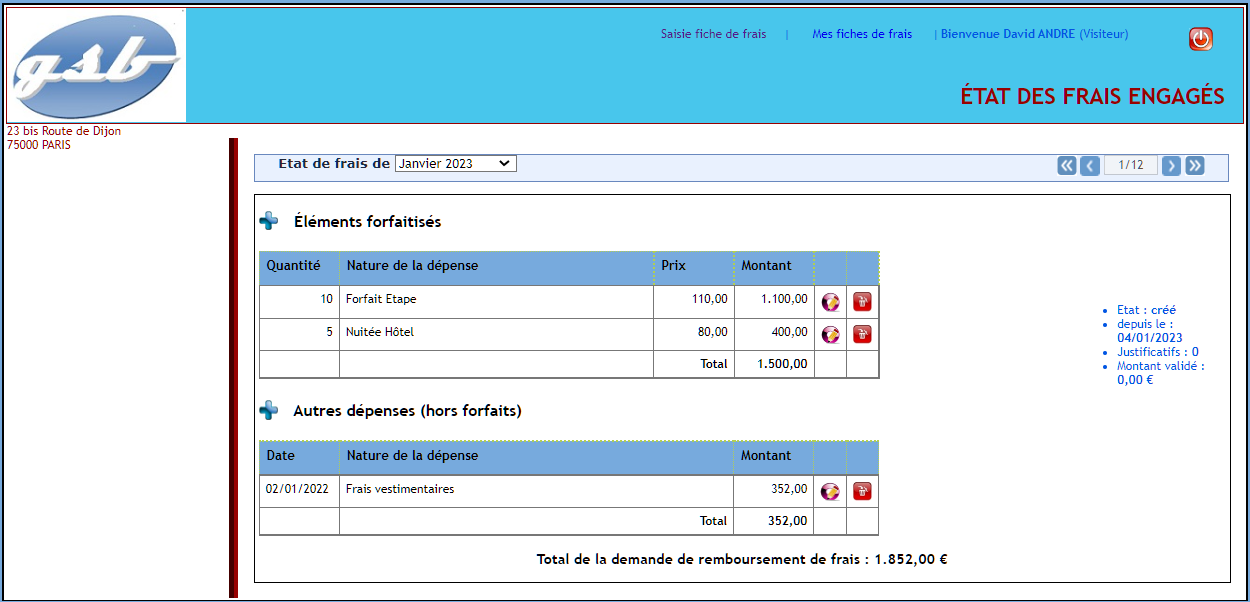 gsb
Saisie fiche de frais | Mes fiches de frais | Bienvenue David ANDRE (Visiteur)
ÉTAT DES FRAIS ENGAGÉS
23 bis Route de Dijon
75000 PARIS
Etat de frais de Janvier 2023 1/12
Éléments forfaitisés
Quantité Nature de la dépense Prix Montant
10 Forfait Etape 110,00 1.100,00
5 Nuitée Hôtel 80,00 400,00
Total 1.500,00
Etat : créé
depuis le :
04/01/2023
Justificatifs : 0
Montant validé :
0,00 €
Autres dépenses (hors forfaits)
Date Nature de la dépense Montant
02/01/2022 Frais vestimentaires 352,00
Total 352,00
Total de la demande de remboursement de frais : 1.852,00 €